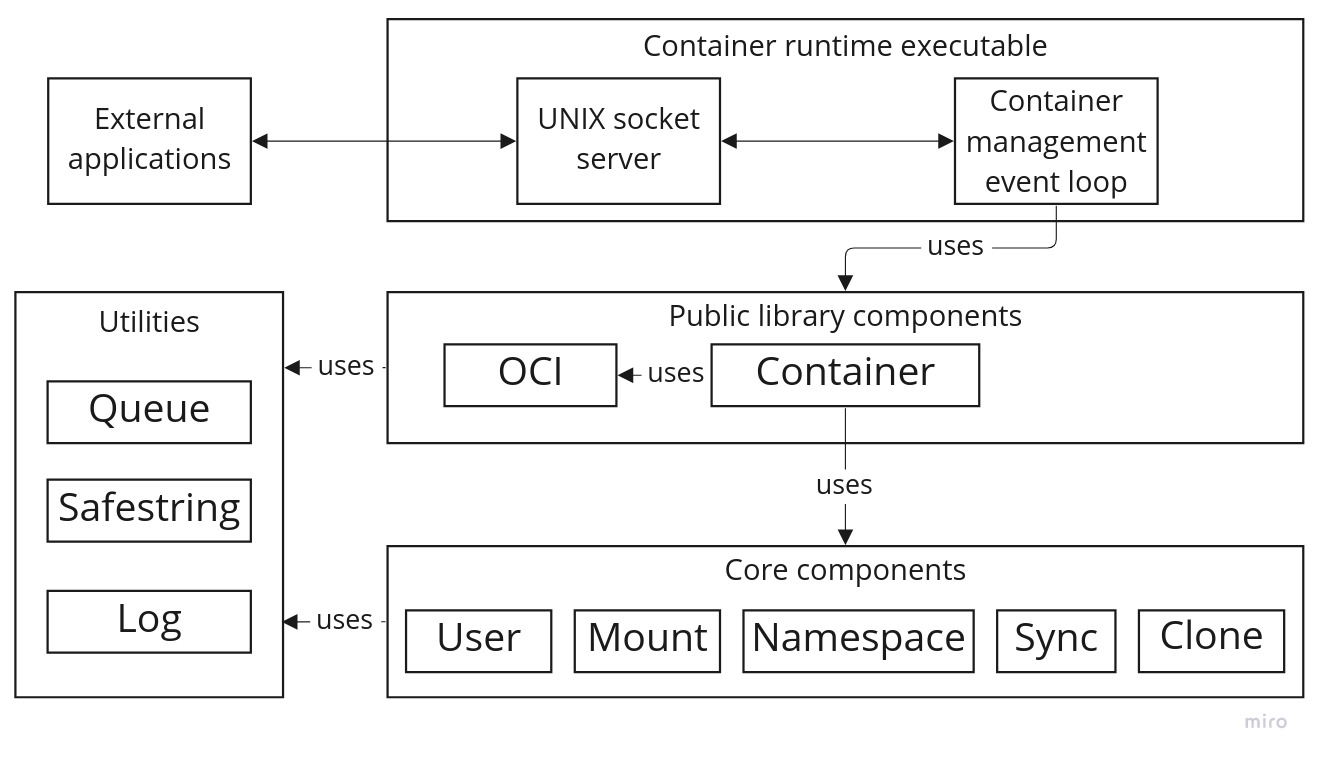 Container runtime executable
External
applications
UNIX socket
server
Container
management
event loop
uses
Utilities
Queue
Safestring
Log
uses
Public library components
OCI
uses
Container
uses
uses
Core components
User
Mount
Namespace
Sync
Clone
miro